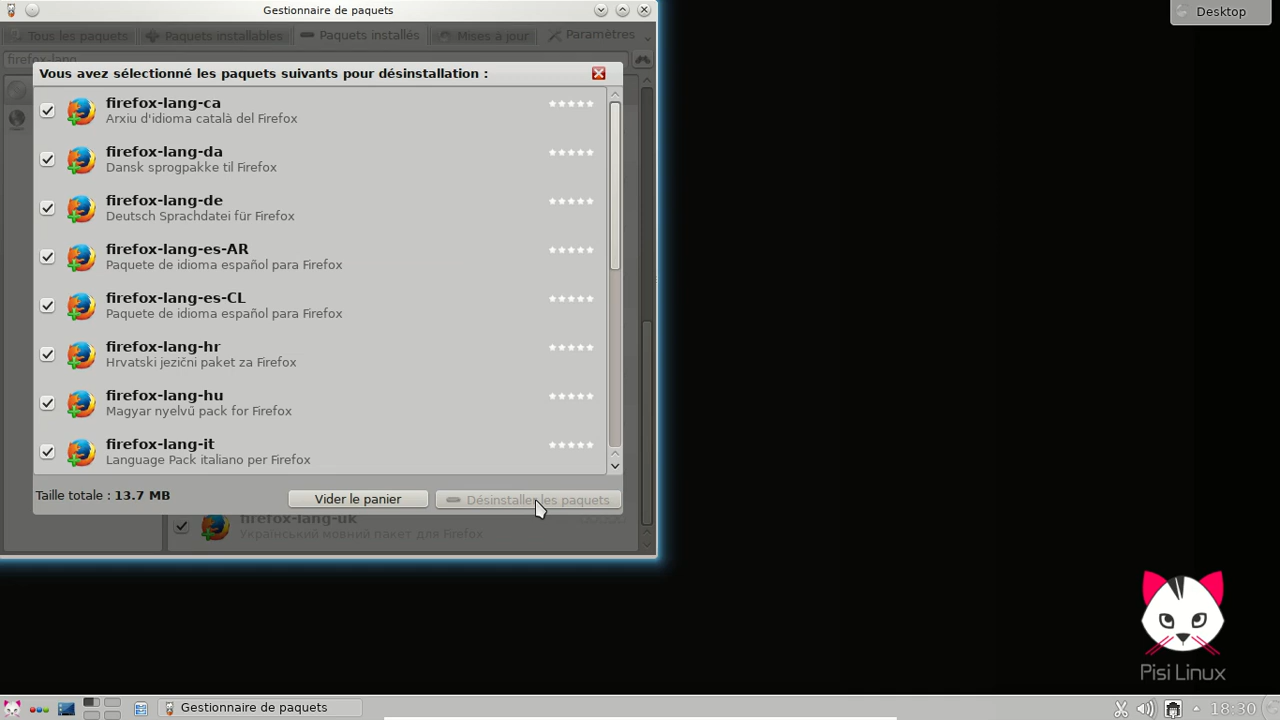 Gestionnaire de paquets
Desktop
Tous les paquets
Paquets installables
Paquets installés
Mises à jour
Paramètres
firefox-lang
Vous avez sélectionné les paquets suivants pour désinstallation :
firefox-lang-ca
Arxiu d'idioma català del Firefox
firefox-lang-da
Dansk sprogpakke til Firefox
firefox-lang-de
Deutsch Sprachdatei für Firefox
firefox-lang-es-AR
Paquete de idioma español para Firefox
firefox-lang-es-CL
Paquete de idioma español para Firefox
firefox-lang-hr
Hrvatski jezični paket za Firefox
firefox-lang-hu
Magyar nyelvű pack for Firefox
firefox-lang-it
Language Pack italiano per Firefox
Taille totale : 13.7 MB
Vider le panier
Désinstaller les paquets
firefox-lang-uk
Український мовний пакет для Firefox
Pisi Linux
Gestionnaire de paquets
18:30